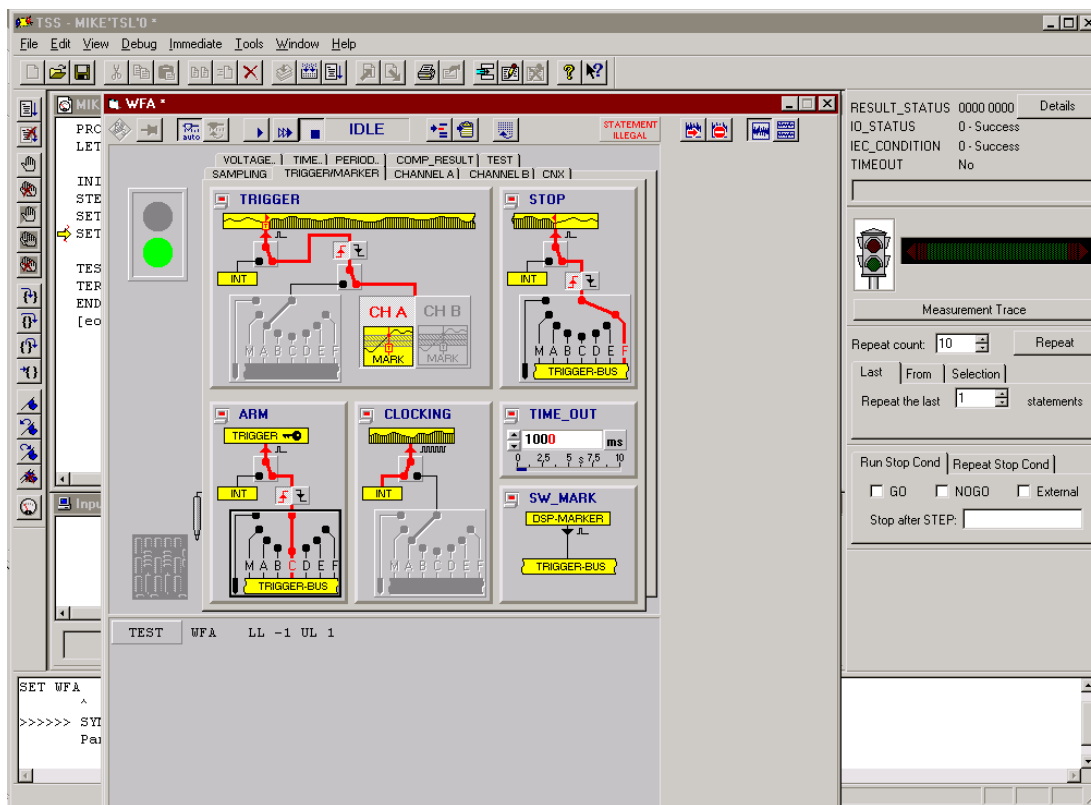 TSS - MIKE'TSL'0 *
File Edit View Debug Immediate Tools Window Help
MIK
WFA *
PRO
LET
INI
STE
SET
SET
TES
TER
END
[eo
auto
IDLE
STATEMENT
ILLEGAL
VOLTAGE.. TIME.. PERIOD.. COMP_RESULT TEST
SAMPLING TRIGGER/MARKER CHANNEL A CHANNEL B CNX
TRIGGER
INT
CH A CH B
MARK MARK
M A B C D E F
STOP
INT
M A B C D E F
TRIGGER-BUS
ARM
TRIGGER
INT
M A B C D E F
TRIGGER-BUS
CLOCKING
INT
M A B C D E F
TIME_OUT
1000 ms
0 2,5 5 s 7,5 10
SW_MARK
DSP-MARKER
TRIGGER-BUS
TEST WFA LL -1 UL 1
Inpu
SET WFA
^
>>>>>> SYN
Par
RESULT_STATUS 0000 0000 Details
IO_STATUS 0 - Success
IEC_CONDITION 0 - Success
TIMEOUT No
Measurement Trace
Repeat count: 10 Repeat
Last From Selection
Repeat the last 1 statements
Run Stop Cond Repeat Stop Cond
GO NOGO External
Stop after STEP: